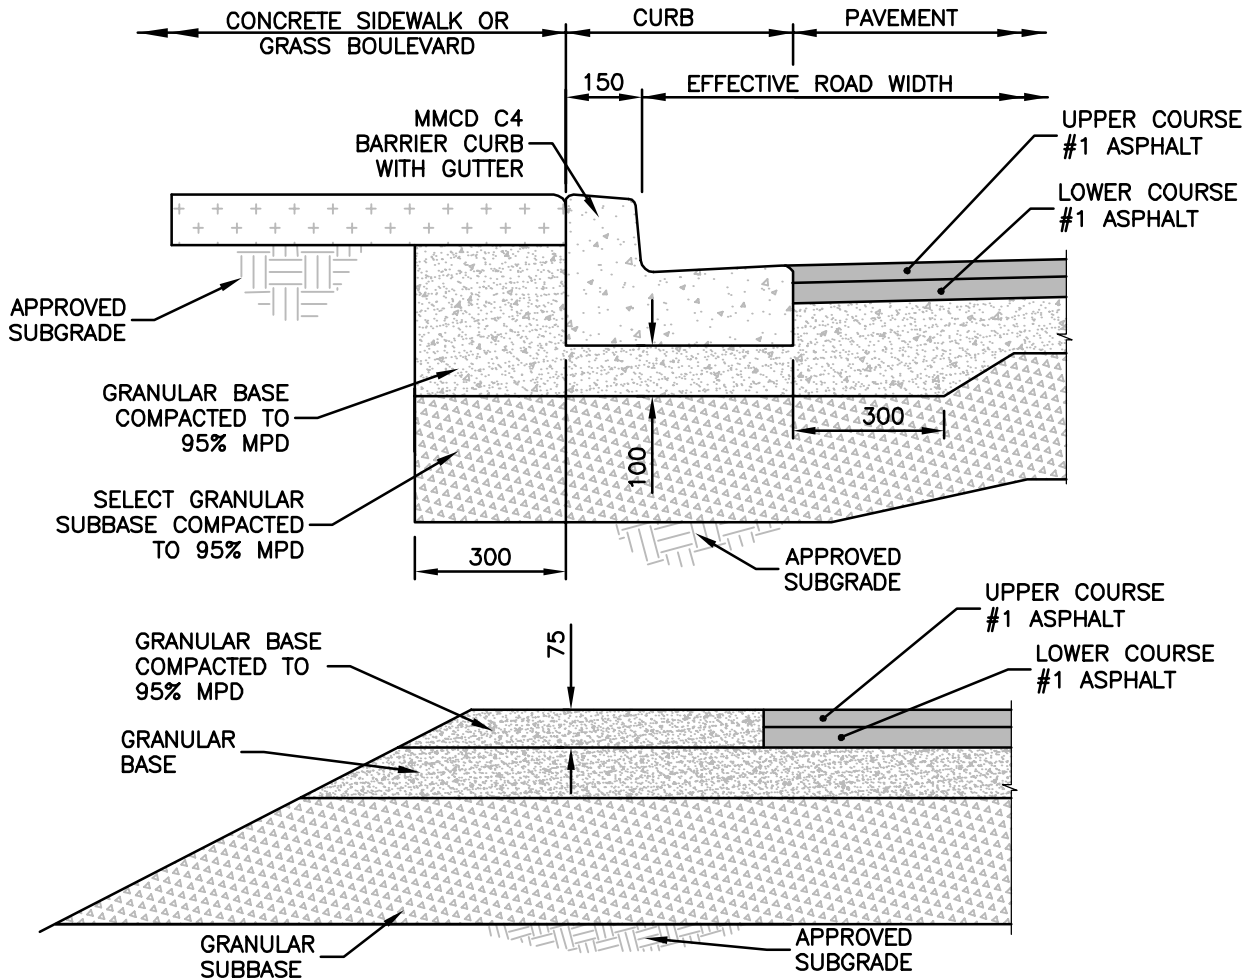 CONCRETE SIDEWALK OR
GRASS BOULEVARD
CURB
PAVEMENT
150
EFFECTIVE ROAD WIDTH
MMCD C4
BARRIER CURB
WITH GUTTER
UPPER COURSE
#1 ASPHALT
LOWER COURSE
#1 ASPHALT
APPROVED
SUBGRADE
GRANULAR BASE
COMPACTED TO
95% MPD
300
100
SELECT GRANULAR
SUBBASE COMPACTED
TO 95% MPD
300
APPROVED
SUBGRADE
UPPER COURSE
#1 ASPHALT
GRANULAR BASE
COMPACTED TO
95% MPD
75
LOWER COURSE
#1 ASPHALT
GRANULAR
BASE
GRANULAR
SUBBASE
APPROVED
SUBGRADE